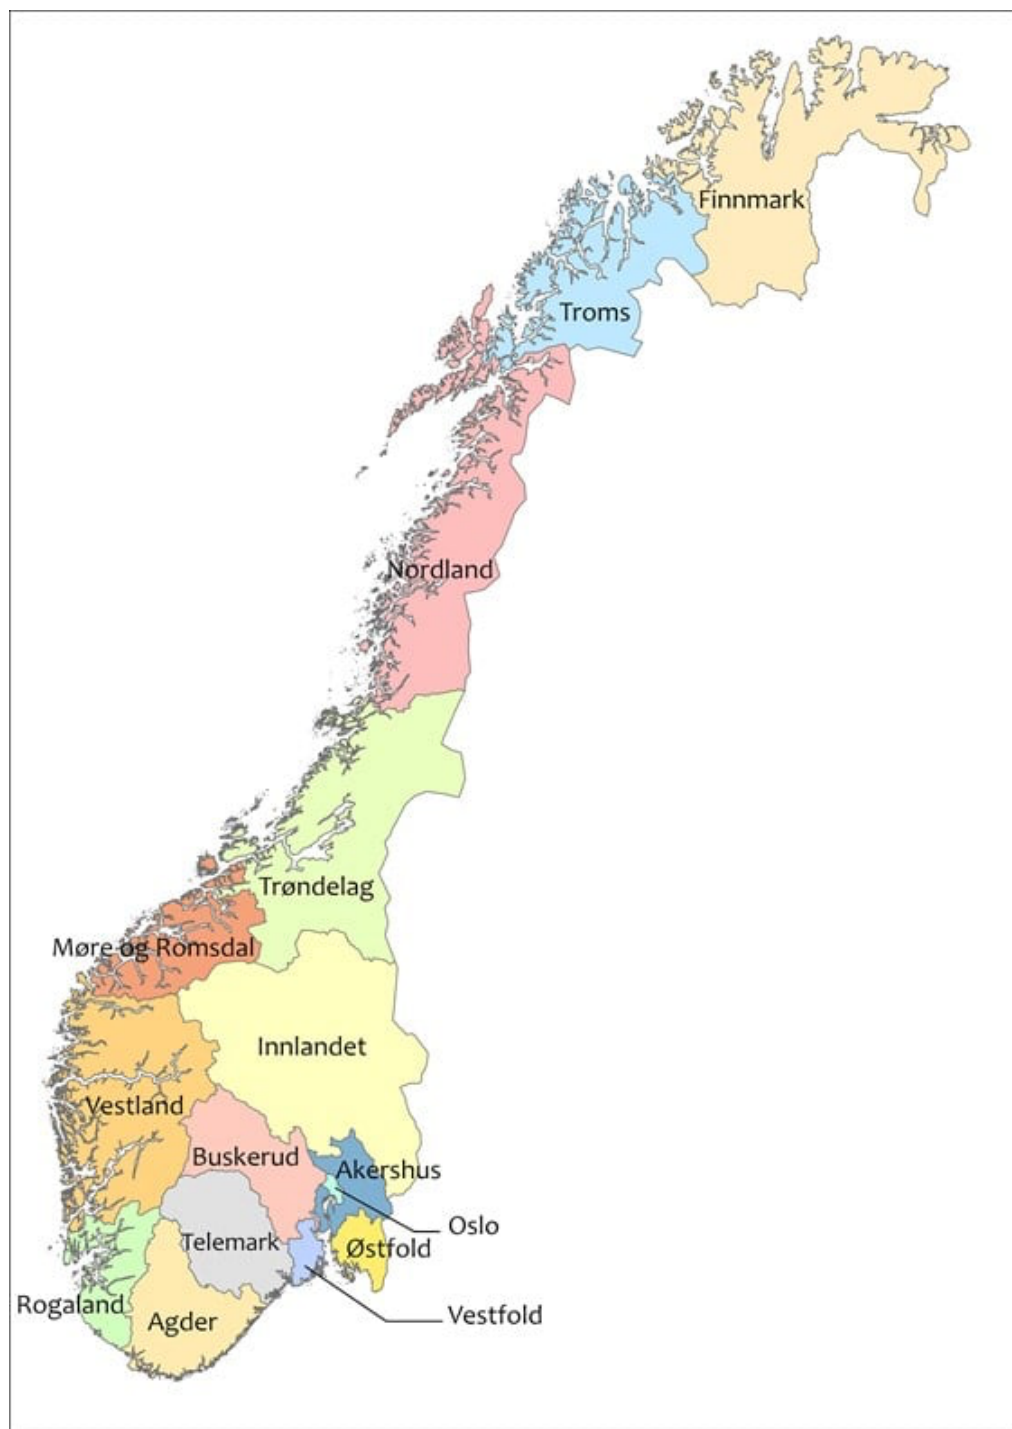 Finnmark
Troms
Nordland
Trøndelag
Møre og Romsdal
Innlandet
Vestland
Buskerud
Akershus
Oslo
Telemark
Østfold
Rogaland
Vestfold
Agder